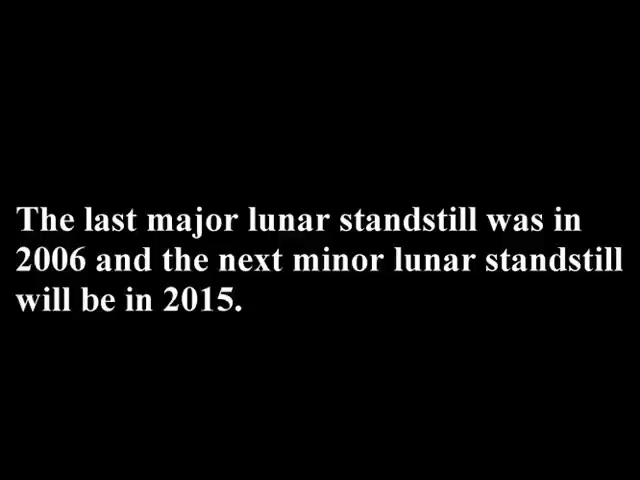 The last major lunar standstill was in
2006 and the next minor lunar standstill
will be in 2015.